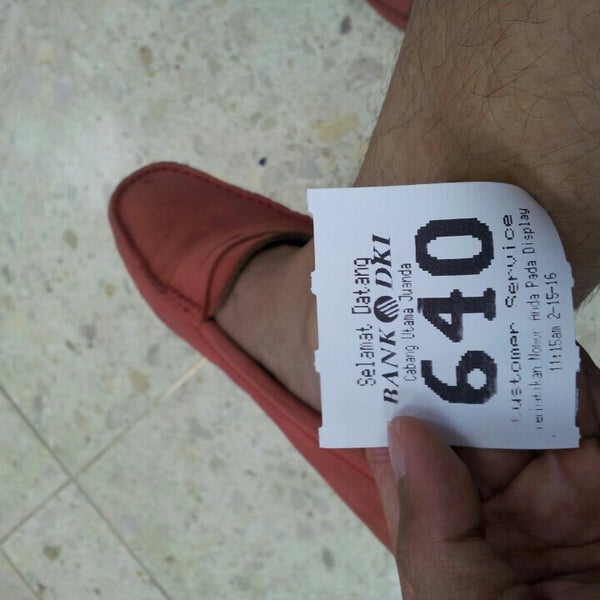 Selamat Datang
BANK DKI
Cabang Utama Juanda
640
Customer Service
Perhatikan Nomor Anda Pada Display
11:15am 2-15-16